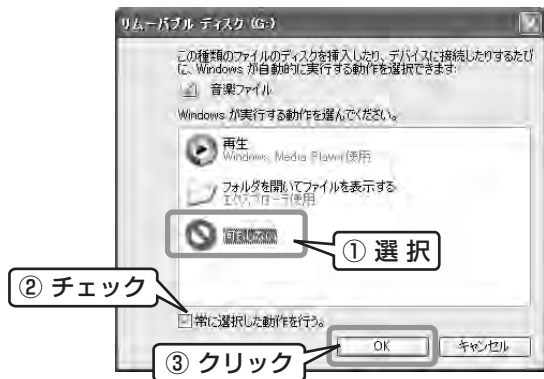 リムーバブル ディスク (G:)
この種類のファイルのディスクを挿入したり、デバイスに接続したりするたび
に、Windows が自動的に実行する動作を選択できます:
音楽ファイル
Windows が実行する動作を選んでください。
再生
Windows Media Player使用
フォルダを開いてファイルを表示する
エクスプローラ使用
何もしない
① 選 択
② チェック
常に選択した動作を行う。
③ クリック
OK
キャンセル